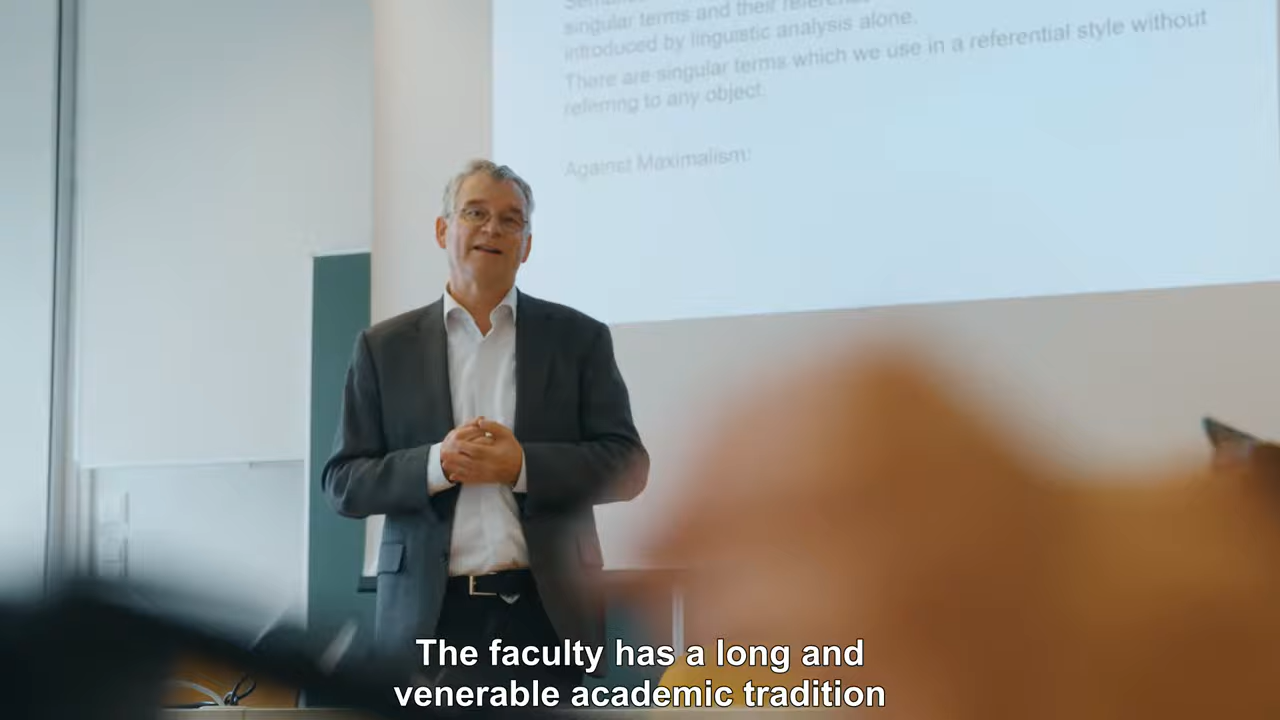 singular terms and their
introduced by linguistic analysis alone.
There are singular terms which we use in a referential style without
referring to any object.
Against Maximalism:
The faculty has a long and
venerable academic tradition